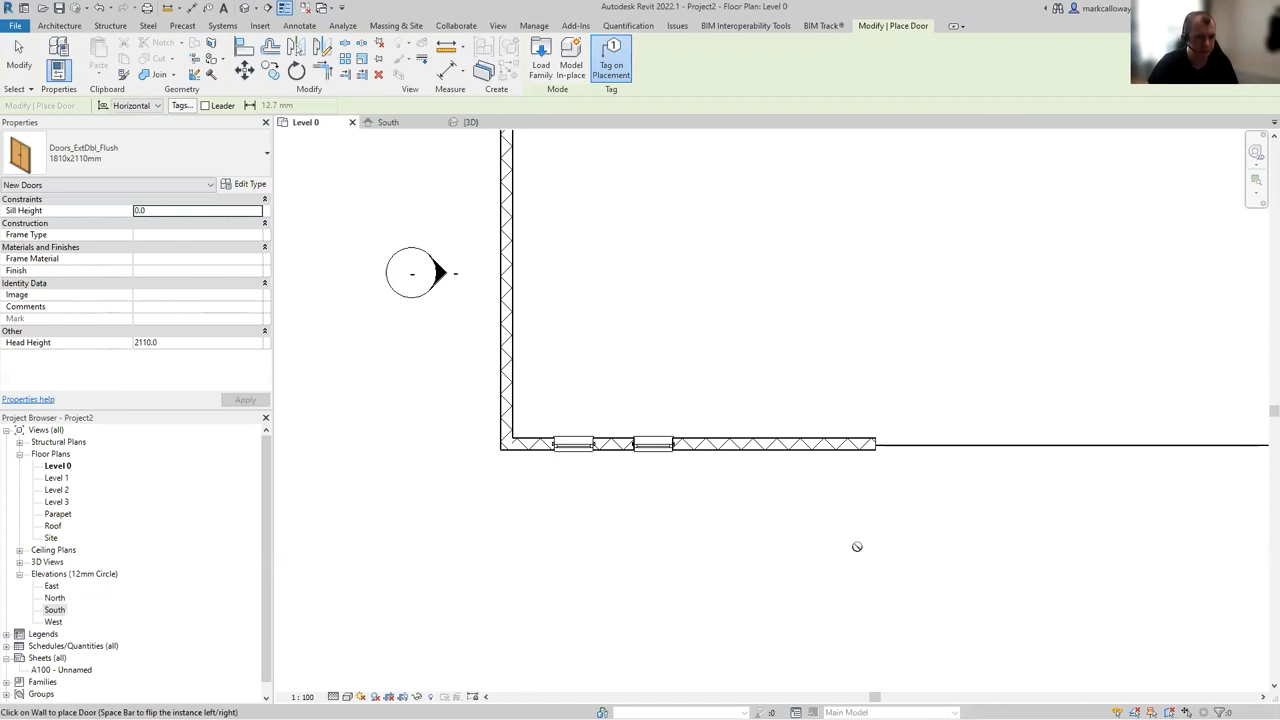 Autodesk Revit 2022.1 - Project2 - Floor Plan: Level 0
markcalloway
File
Architecture
Structure
Steel
Precast
Systems
Insert
Annotate
Analyze
Massing & Site
Collaborate
View
Manage
Add-Ins
Quantification
Issues
BIM Interoperability Tools
BIM Track®
Modify | Place Door
Modify
Paste
Notch
Cut
Join
Load
Family
Model
In-place
1
Tag on
Placement
Select
Properties
Clipboard
Geometry
Modify
View
Measure
Create
Mode
Tag
Modify | Place Door
Horizontal
Tags...
Leader
12.7 mm
Properties
Level 0
South
{3D}
Doors_ExtDbl_Flush
1810x2110mm
New Doors
Edit Type
Constraints
Sill Height 0.0
Construction
Frame Type
Materials and Finishes
Frame Material
Finish
Identity Data
Image
Comments
Mark
Other
Head Height 2110.0
Properties help
Apply
Project Browser - Project2
Views (all)
Structural Plans
Floor Plans
Level 0
Level 1
Level 2
Level 3
Parapet
Roof
Site
Ceiling Plans
3D Views
Elevations (12mm Circle)
East
North
South
West
Legends
Schedules/Quantities (all)
Sheets (all)
A100 - Unnamed
Families
Groups
1 : 100
Click on Wall to place Door (Space Bar to flip the instance left/right)
:0
Main Model
:0